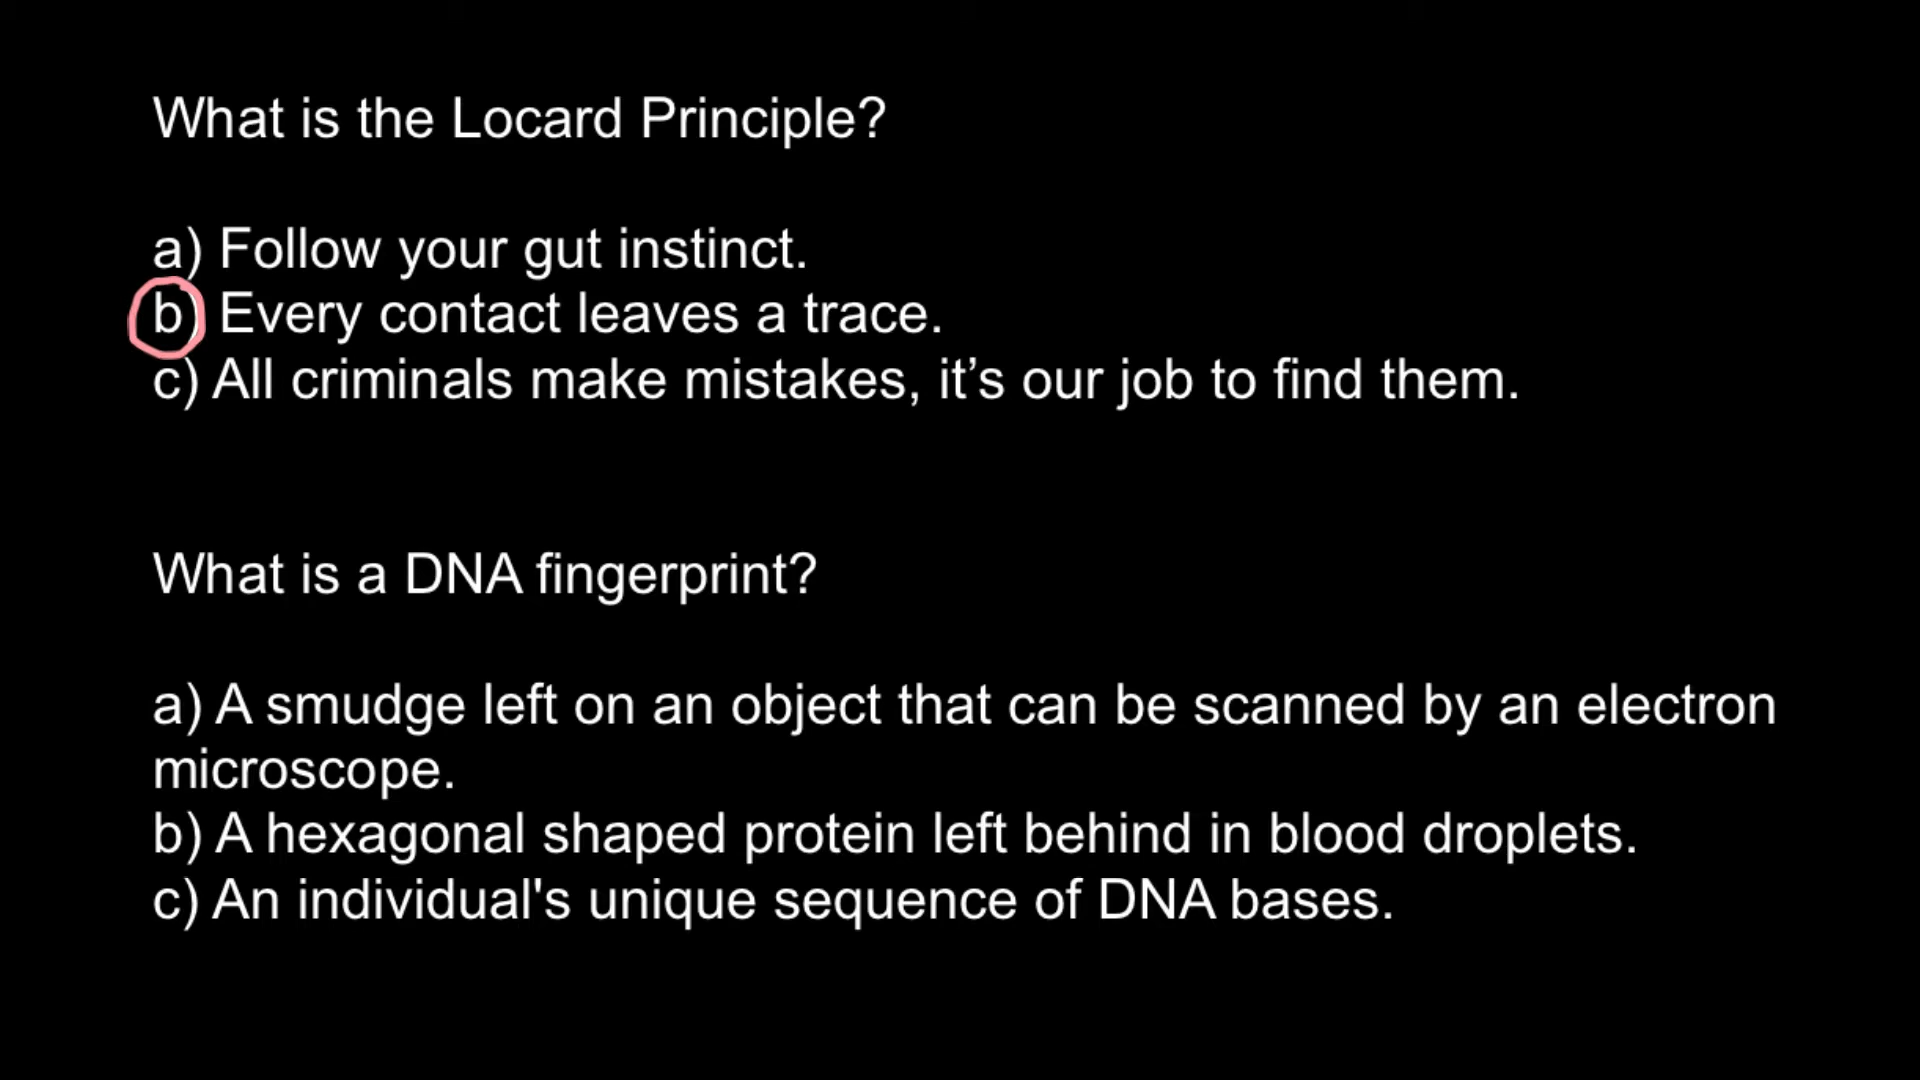 What is the Locard Principle?
a) Follow your gut instinct.
b) Every contact leaves a trace.
c) All criminals make mistakes, it’s our job to find them.
What is a DNA fingerprint?
a) A smudge left on an object that can be scanned by an electron
microscope.
b) A hexagonal shaped protein left behind in blood droplets.
c) An individual's unique sequence of DNA bases.